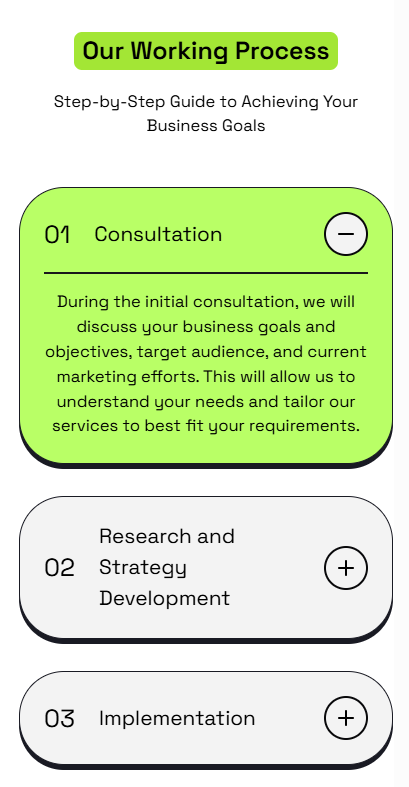 Our Working Process
Step-by-Step Guide to Achieving Your
Business Goals
01 Consultation
During the initial consultation, we will
discuss your business goals and
objectives, target audience, and current
marketing efforts. This will allow us to
understand your needs and tailor our
services to best fit your requirements.
Research and
02 Strategy
Development
03 Implementation